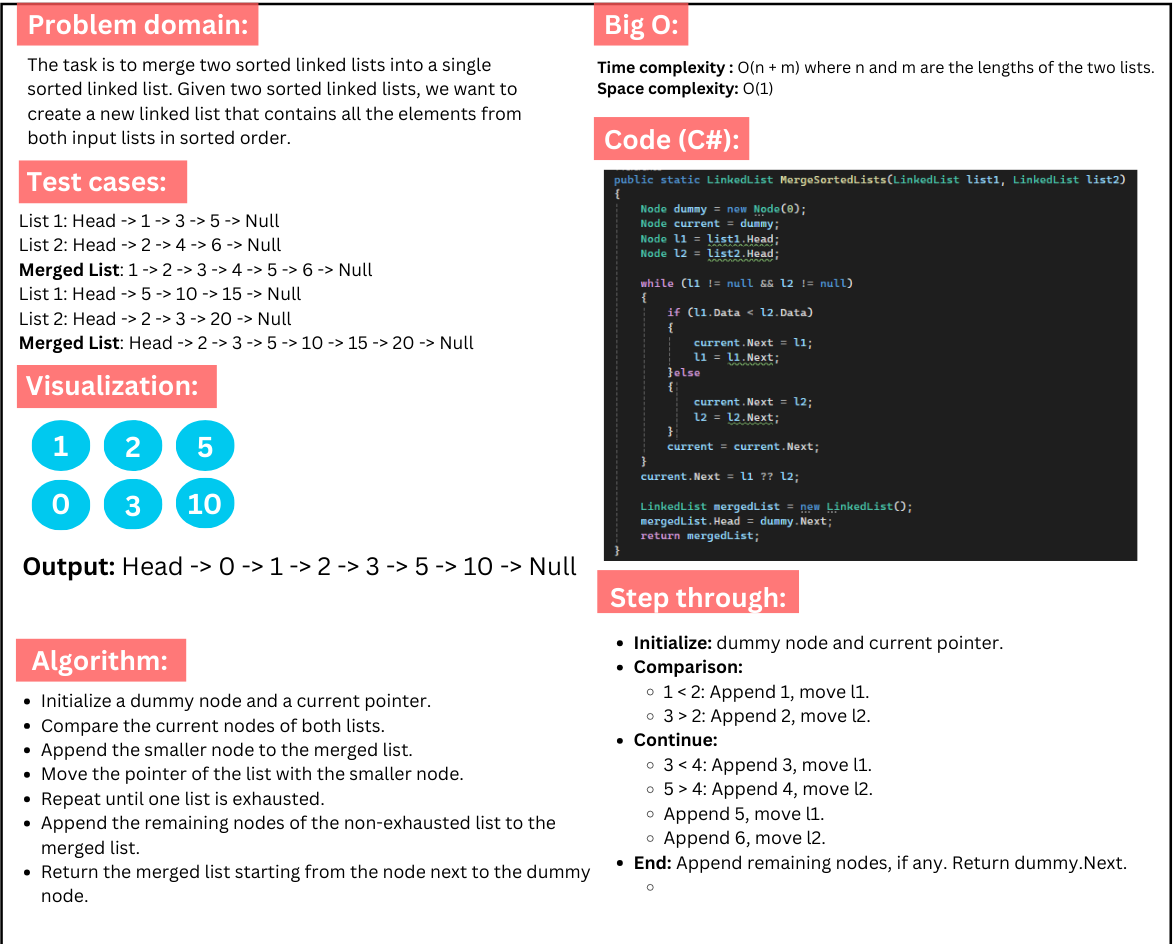 Problem domain:
The task is to merge two sorted linked lists into a single
sorted linked list. Given two sorted linked lists, we want to
create a new linked list that contains all the elements from
both input lists in sorted order.
Test cases:
List 1: Head -> 1 -> 3 -> 5 -> Null
List 2: Head -> 2 -> 4 -> 6 -> Null
Merged List: 1 -> 2 -> 3 -> 4 -> 5 -> 6 -> Null
List 1: Head -> 5 -> 10 -> 15 -> Null
List 2: Head -> 2 -> 3 -> 20 -> Null
Merged List: Head -> 2 -> 3 -> 5 -> 10 -> 15 -> 20 -> Null
Visualization:
1 2 5
0 3 10
Output: Head -> 0 -> 1 -> 2 -> 3 -> 5 -> 10 -> Null
Algorithm:
• Initialize a dummy node and a current pointer.
• Compare the current nodes of both lists.
• Append the smaller node to the merged list.
• Move the pointer of the list with the smaller node.
• Repeat until one list is exhausted.
• Append the remaining nodes of the non-exhausted list to the
merged list.
• Return the merged list starting from the node next to the dummy
node.
Big O:
Time complexity : O(n + m) where n and m are the lengths of the two lists.
Space complexity: O(1)
Code (C#):
public static LinkedList MergeSortedLists(LinkedList list1, LinkedList list2)
{
Node dummy = new Node(0);
Node current = dummy;
Node l1 = list1.Head;
Node l2 = list2.Head;
while (l1 != null && l2 != null)
{
if (l1.Data < l2.Data)
{
current.Next = l1;
l1 = l1.Next;
}else
{
current.Next = l2;
l2 = l2.Next;
}
current = current.Next;
}
current.Next = l1 ?? l2;
LinkedList mergedList = new LinkedList();
mergedList.Head = dummy.Next;
return mergedList;
}
Step through:
• Initialize: dummy node and current pointer.
• Comparison:
○ 1 < 2: Append 1, move l1.
○ 3 > 2: Append 2, move l2.
• Continue:
○ 3 < 4: Append 3, move l1.
○ 5 > 4: Append 4, move l2.
○ Append 5, move l1.
○ Append 6, move l2.
• End: Append remaining nodes, if any. Return dummy.Next.
○